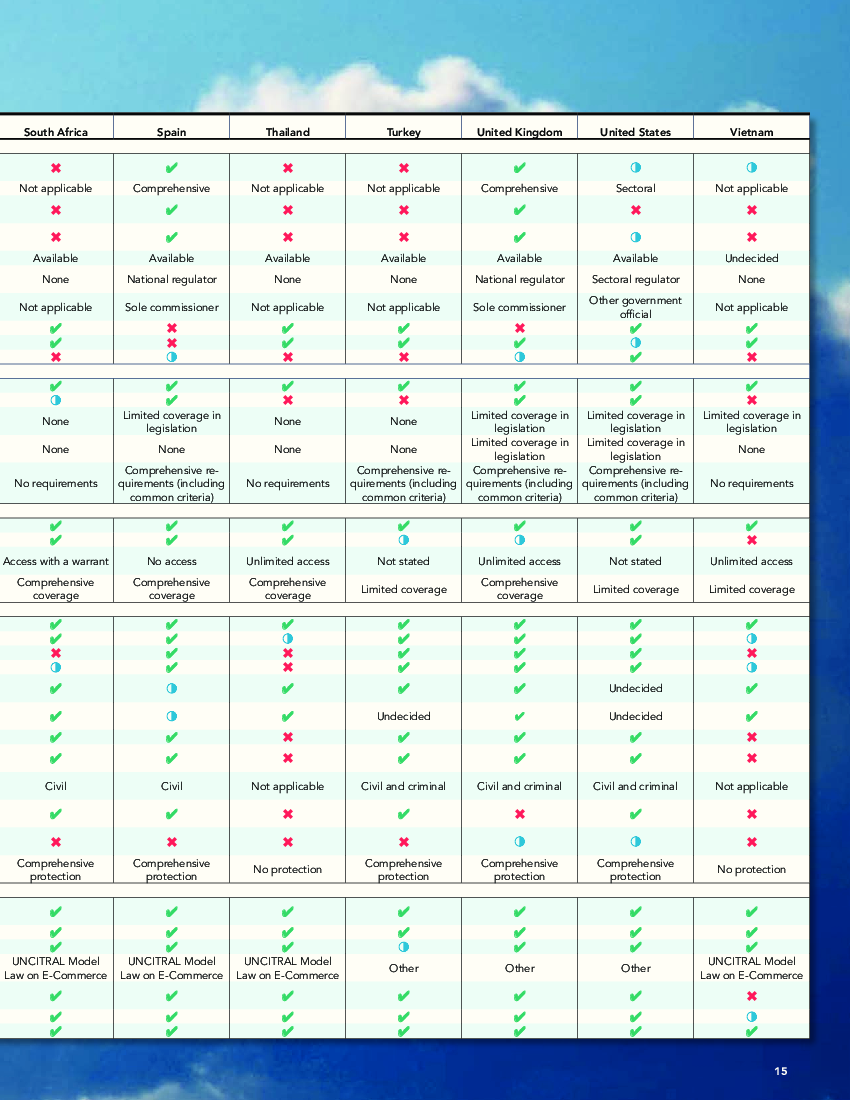 South Africa Spain Thailand Turkey United Kingdom United States Vietnam
✖ ✔ ✖ ✖ ✔ ◑ ◑
Not applicable Comprehensive Not applicable Not applicable Comprehensive Sectoral Not applicable
✖ ✔ ✖ ✖ ✔ ✖ ✖
✖ ✔ ✖ ✖ ✔ ◑ ✖
Available Available Available Available Available Available Undecided
None National regulator None None National regulator Sectoral regulator None
Not applicable Sole commissioner Not applicable Not applicable Sole commissioner Other government official Not applicable
✔ ✖ ✔ ✔ ✖ ✔ ✔
✔ ✖ ✔ ✔ ✔ ◑ ✔
✖ ◑ ✖ ✖ ◑ ✔ ✖
✔ ✔ ✔ ✔ ✔ ✔ ✔
◑ ✔ ✖ ✖ ✔ ✔ ✖
None Limited coverage in legislation None None Limited coverage in legislation Limited coverage in legislation Limited coverage in legislation
None None None None Limited coverage in legislation Limited coverage in legislation None
No requirements Comprehensive re-quirements (including common criteria) No requirements Comprehensive re-quirements (including common criteria) Comprehensive re-quirements (including common criteria) Comprehensive re-quirements (including common criteria) No requirements
✔ ✔ ✔ ✔ ✔ ✔ ✔
✔ ✔ ✔ ◑ ◑ ✔ ✖
Access with a warrant No access Unlimited access Not stated Unlimited access Not stated Unlimited access
Comprehensive coverage Comprehensive coverage Comprehensive coverage Limited coverage Comprehensive coverage Limited coverage Limited coverage
✔ ✔ ✔ ✔ ✔ ✔ ✔
✔ ✔ ◑ ✔ ✔ ✔ ◑
✖ ✔ ✖ ✔ ✔ ✔ ✖
◑ ✔ ✖ ✔ ✔ ✔ ◑
✔ ◑ ✔ ✔ ✔ Undecided ✔
✔ ◑ ✔ Undecided ✔ Undecided ✔
✔ ✔ ✖ ✔ ✔ ✔ ✖
✔ ✔ ✖ ✔ ✔ ✔ ✖
Civil Civil Not applicable Civil and criminal Civil and criminal Civil and criminal Not applicable
✔ ✔ ✖ ✔ ✖ ✔ ✖
✖ ✖ ✖ ✖ ◑ ◑ ✖
Comprehensive protection Comprehensive protection No protection Comprehensive protection Comprehensive protection Comprehensive protection No protection
✔ ✔ ✔ ✔ ✔ ✔ ✔
✔ ✔ ✔ ✔ ✔ ✔ ✔
✔ ✔ ✔ ◑ ✔ ✔ ✔
UNCITRAL Model Law on E-Commerce UNCITRAL Model Law on E-Commerce UNCITRAL Model Law on E-Commerce Other Other Other UNCITRAL Model Law on E-Commerce
✔ ✔ ✔ ✔ ✔ ✔ ✖
✔ ✔ ✔ ✔ ✔ ✔ ◑
✔ ✔ ✔ ✔ ✔ ✔ ✔
15